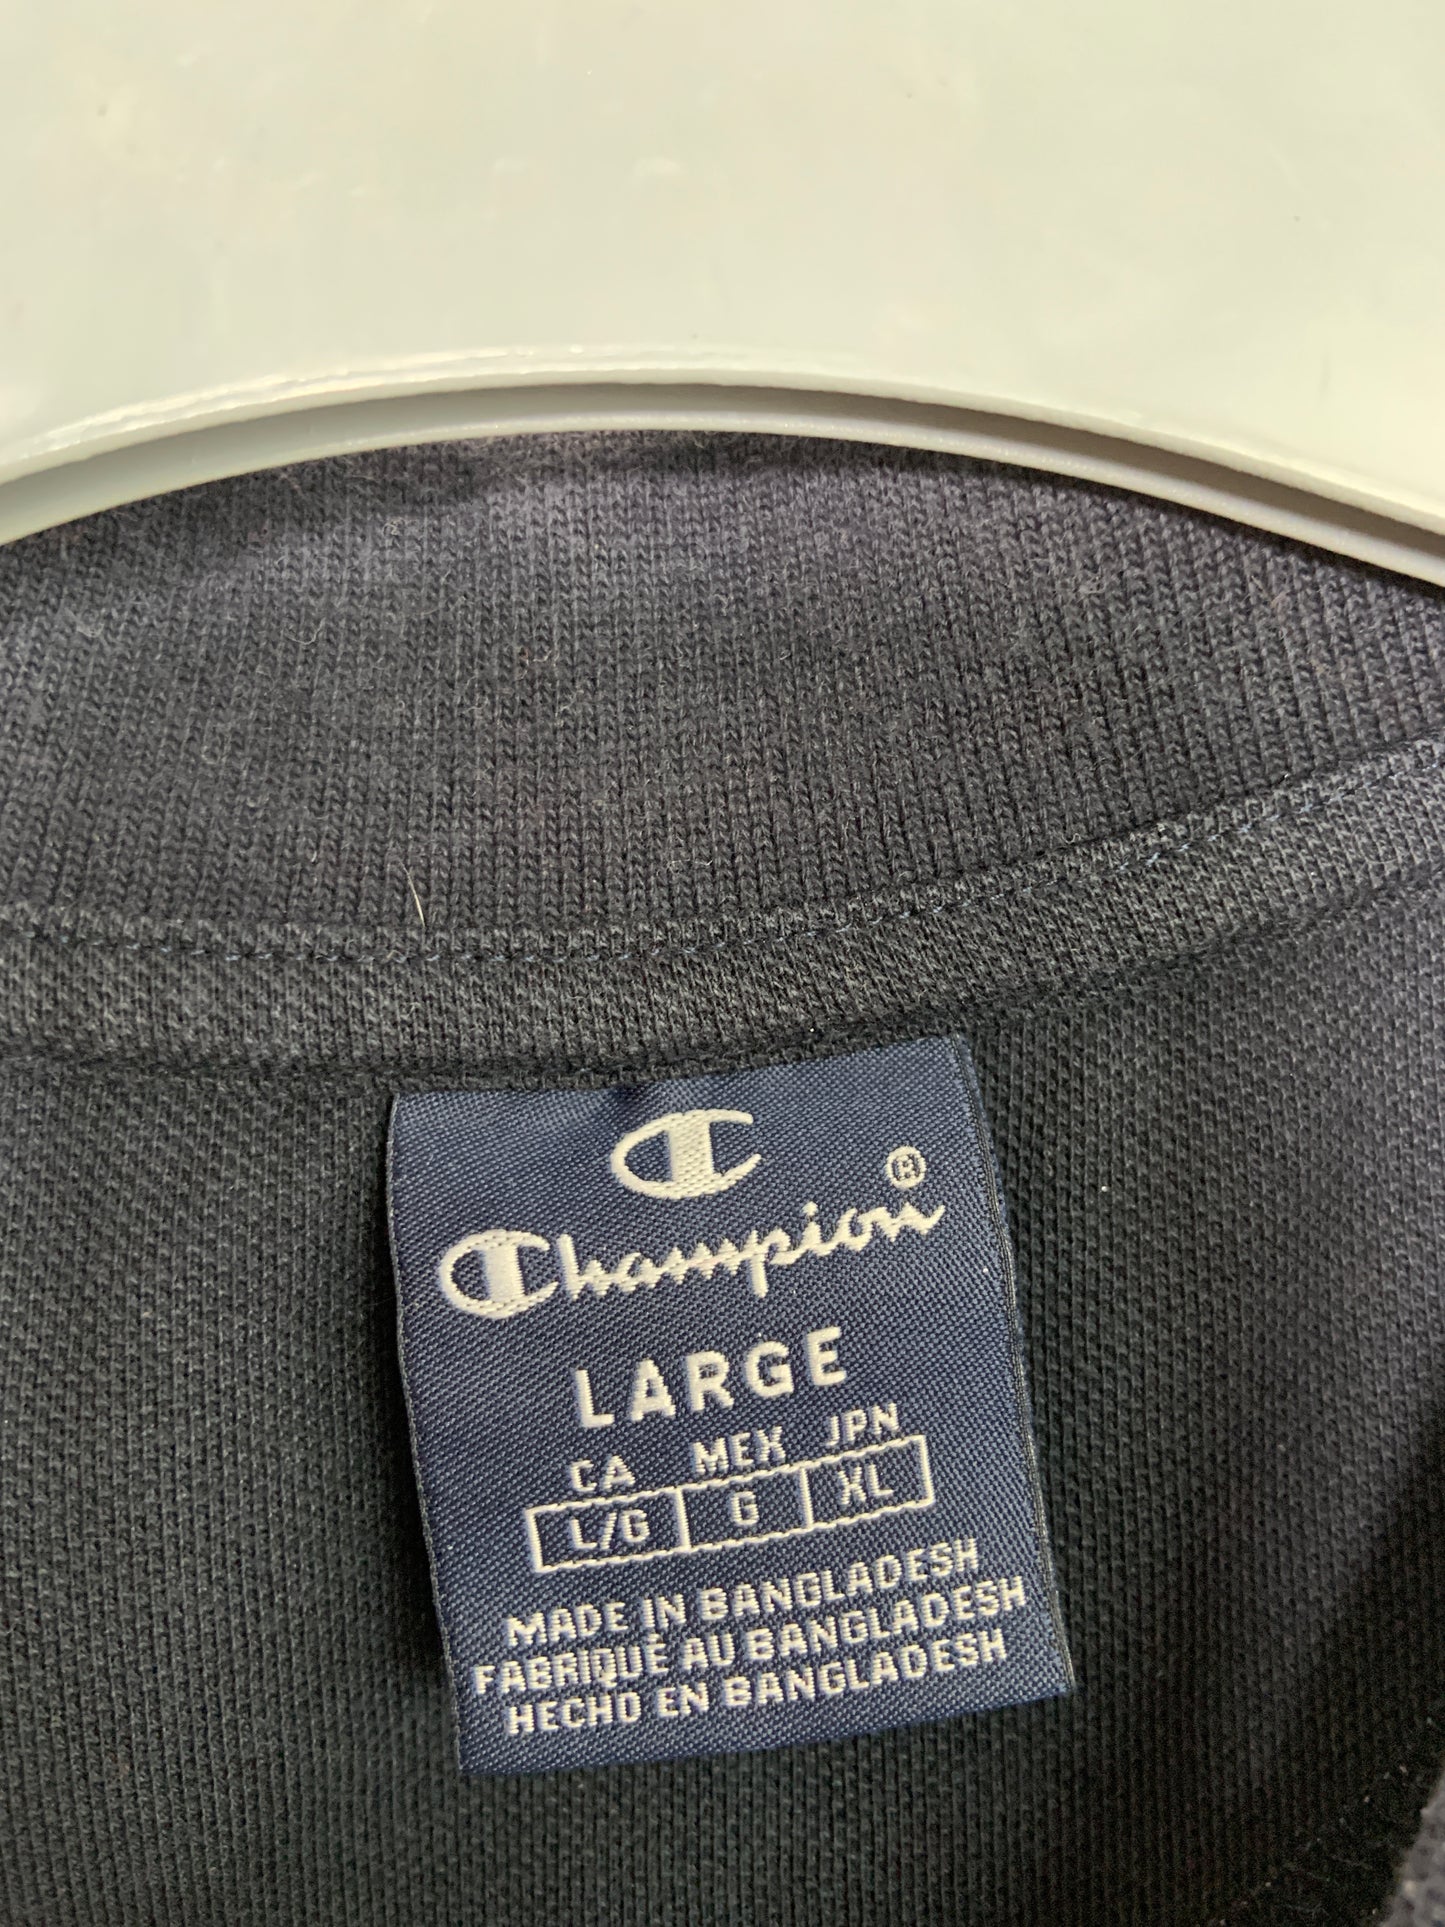 Champion®
LARGE
CA MEX JPN
L/G G XL
MADE IN BANGLADESH
FABRIQUÉ AU BANGLADESH
HECHO EN BANGLADESH